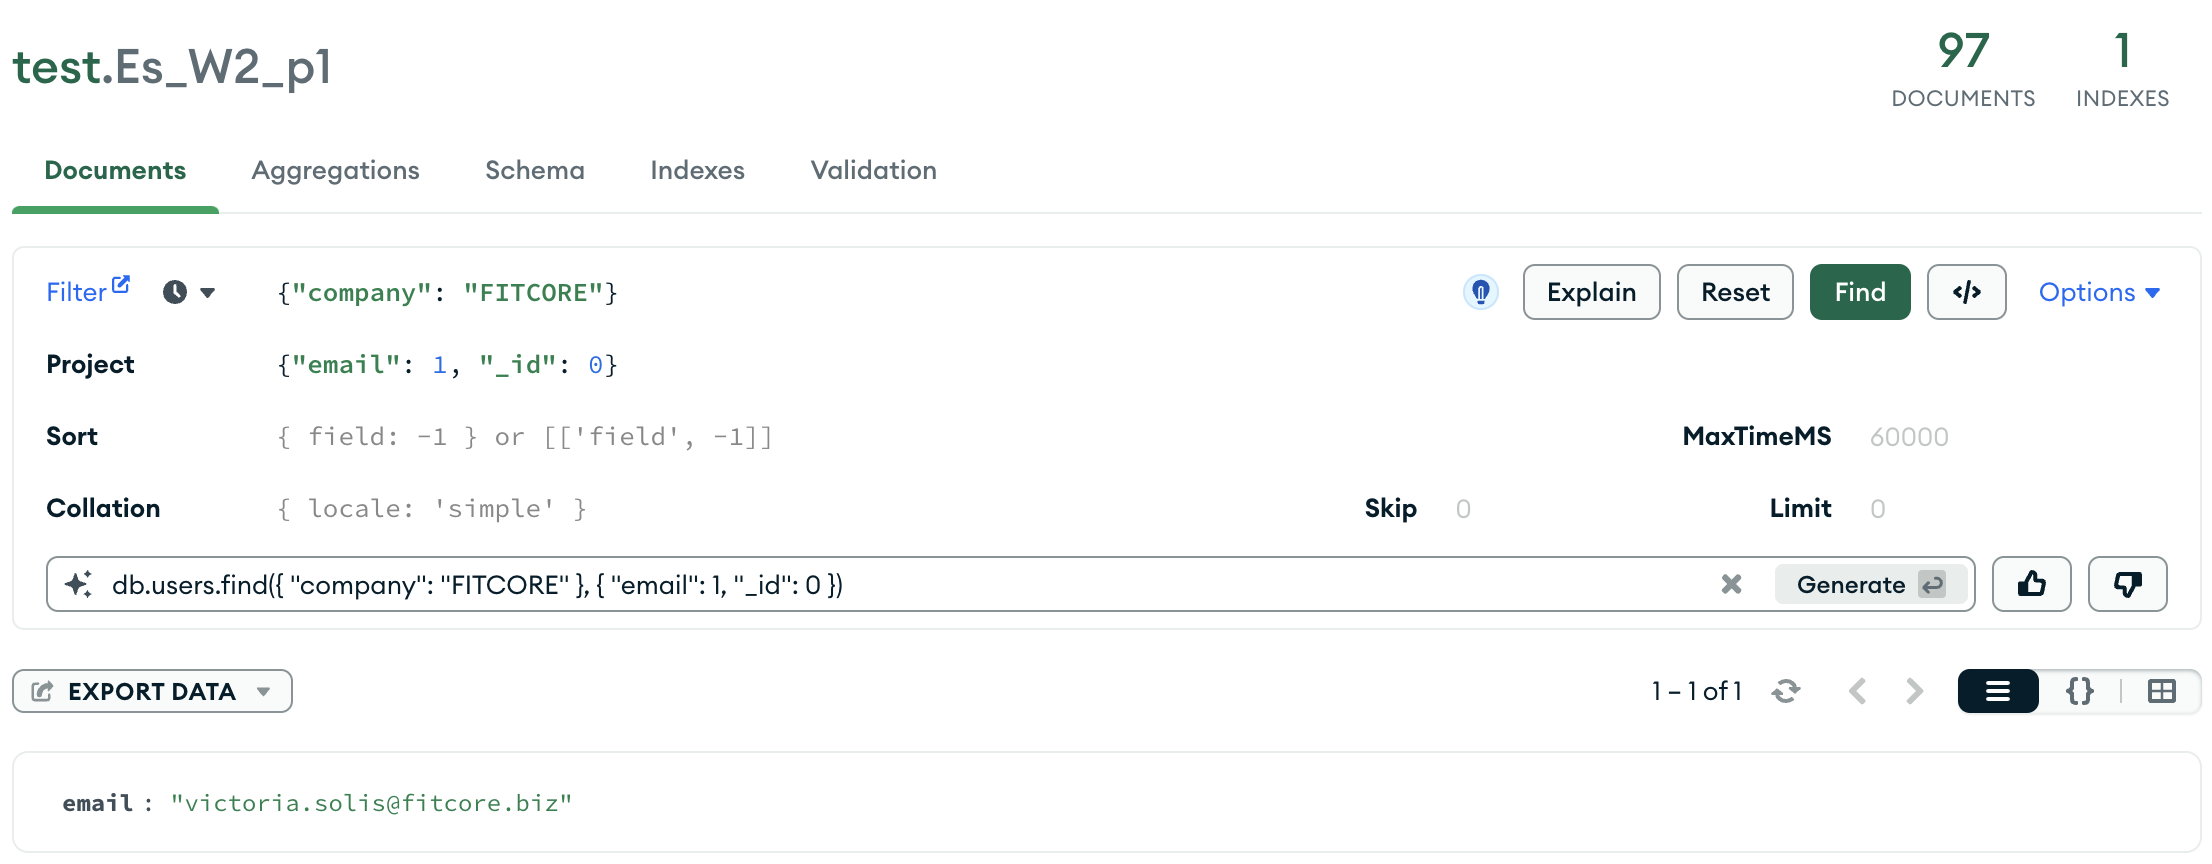 test.Es_W2_p1
97
DOCUMENTS
1
INDEXES
Documents Aggregations Schema Indexes Validation
Filter {"company": "FITCORE"} Explain Reset Find </> Options
Project {"email": 1, "_id": 0}
Sort { field: -1 } or [['field', -1]] MaxTimeMS 60000
Collation { locale: 'simple' } Skip 0 Limit 0
db.users.find({ "company": "FITCORE" }, { "email": 1, "_id": 0 }) Generate
EXPORT DATA 1 – 1 of 1 {}
email : "victoria.solis@fitcore.biz"